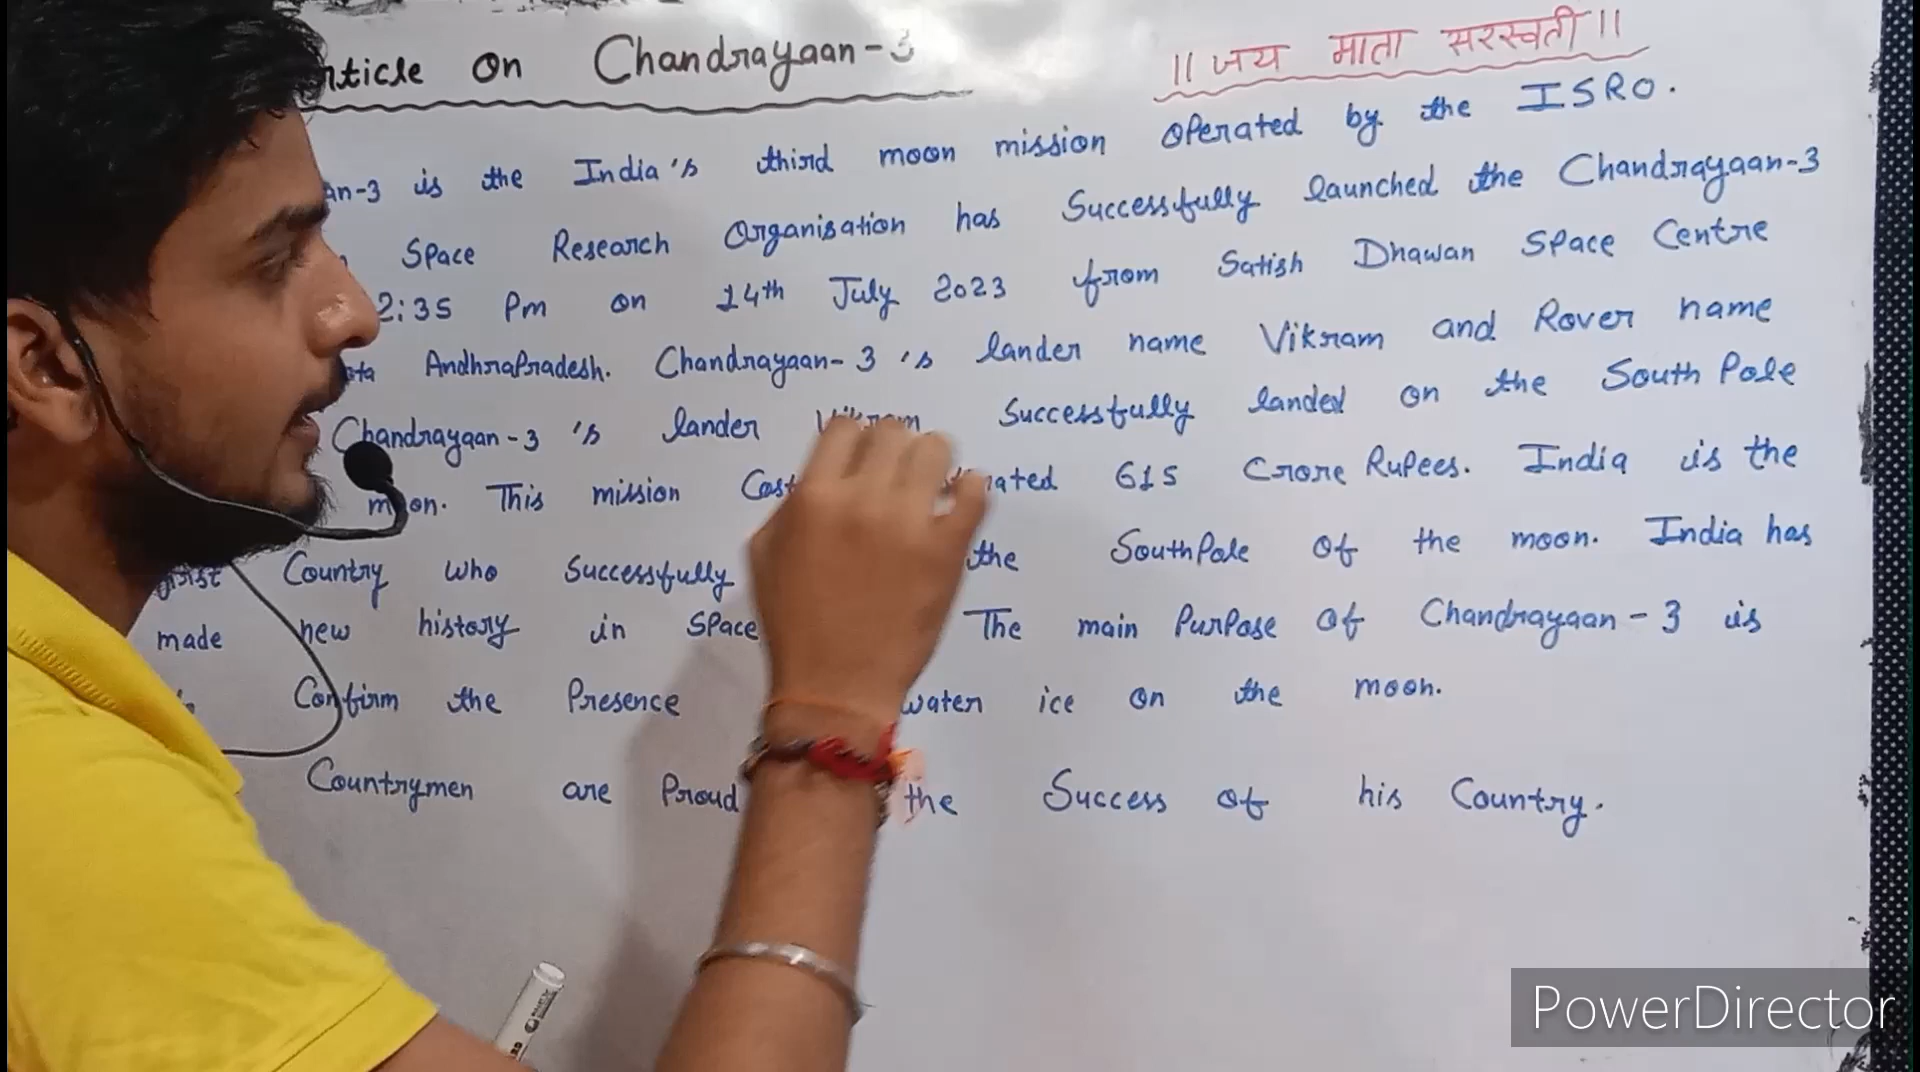 rticle on Chandrayaan-3
॥ जय माता सरस्वती ॥
an-3 is the India's third moon mission operated by the ISRO.
Space Research Organisation has Successfully launched the Chandrayaan-3
2:35 Pm on 14th July 2023 from Satish Dhawan Space Centre
ota AndhraPradesh. Chandrayaan-3's lander name Vikram and Rover name
Chandrayaan-3's lander Vikram Successfully landed on the South Pole
moon. This mission Cost 615 Crore Rupees. India is the
first Country who Successfully the SouthPole of the moon. India has
made new history in Space The main Purpose of Chandrayaan-3 is
Confirm the Presence water ice on the moon.
Countrymen are Proud the Success of his Country.
PowerDirector